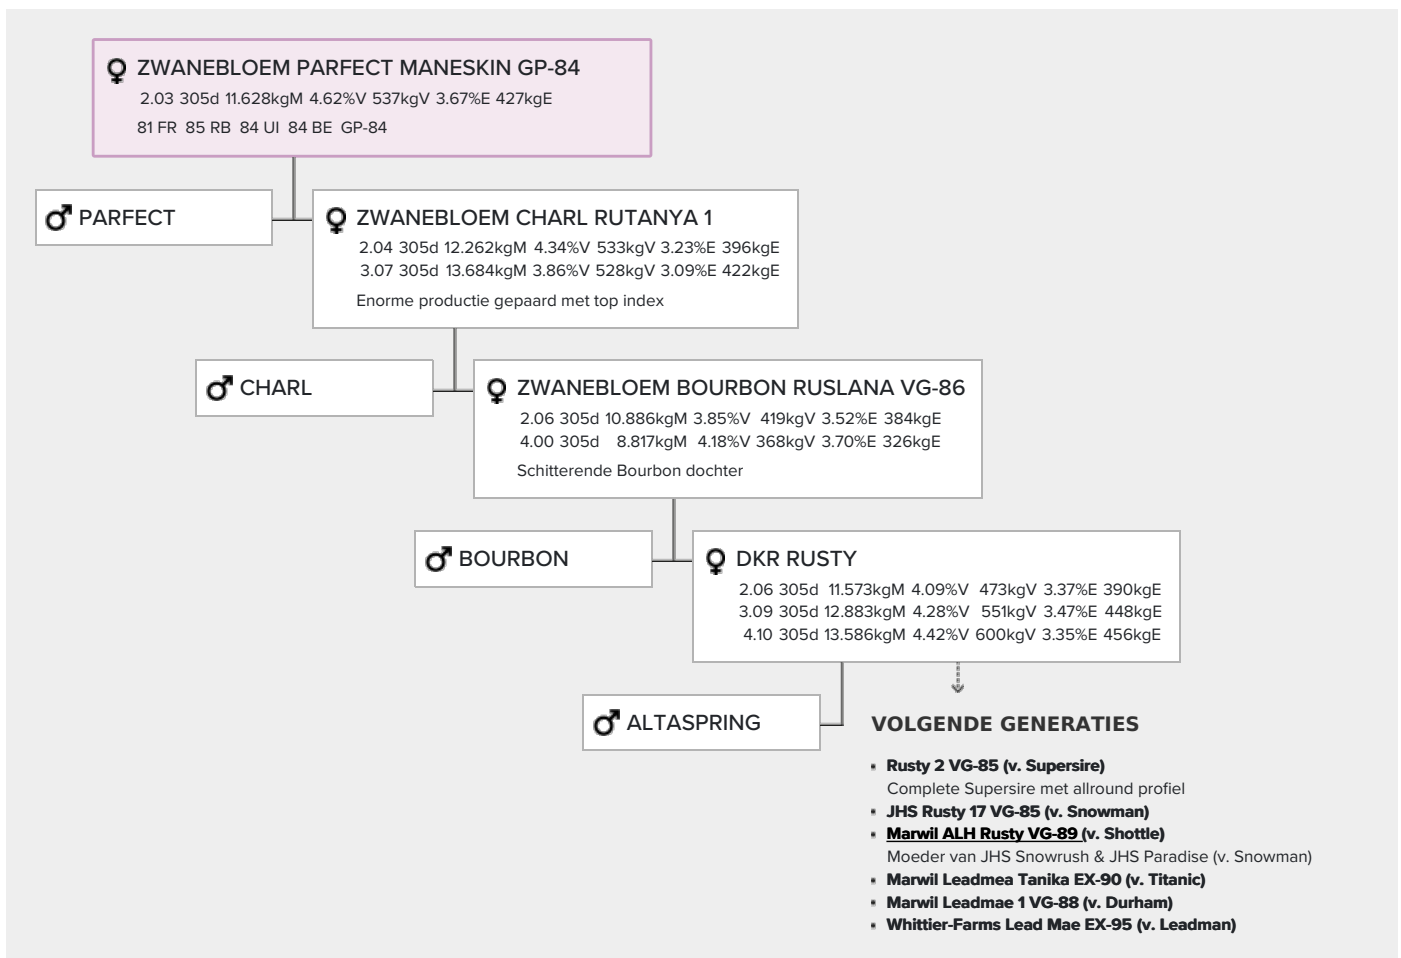 ZWANEBLOEM PARFECT MANESKIN GP-84
2.03 305d 11.628kgM 4.62%V 537kgV 3.67%E 427kgE
81 FR 85 RB 84 UI 84 BE GP-84
PARFECT
ZWANEBLOEM CHARL RUTANYA 1
2.04 305d 12.262kgM 4.34%V 533kgV 3.23%E 396kgE
3.07 305d 13.684kgM 3.86%V 528kgV 3.09%E 422kgE
Enorme productie gepaard met top index
CHARL
ZWANEBLOEM BOURBON RUSLANA VG-86
2.06 305d 10.886kgM 3.85%V 419kgV 3.52%E 384kgE
4.00 305d 8.817kgM 4.18%V 368kgV 3.70%E 326kgE
Schitterende Bourbon dochter
BOURBON
DKR RUSTY
2.06 305d 11.573kgM 4.09%V 473kgV 3.37%E 390kgE
3.09 305d 12.883kgM 4.28%V 551kgV 3.47%E 448kgE
4.10 305d 13.586kgM 4.42%V 600kgV 3.35%E 456kgE
ALTASPRING
VOLGENDE GENERATIES
Rusty 2 VG-85 (v. Supersire)
Complete Supersire met allround profiel
JHS Rusty 17 VG-85 (v. Snowman)
Marwil ALH Rusty VG-89 (v. Shottle)
Moeder van JHS Snowrush & JHS Paradise (v. Snowman)
Marwil Leadmea Tanika EX-90 (v. Titanic)
Marwil Leadmae 1 VG-88 (v. Durham)
Whittier-Farms Lead Mae EX-95 (v. Leadman)